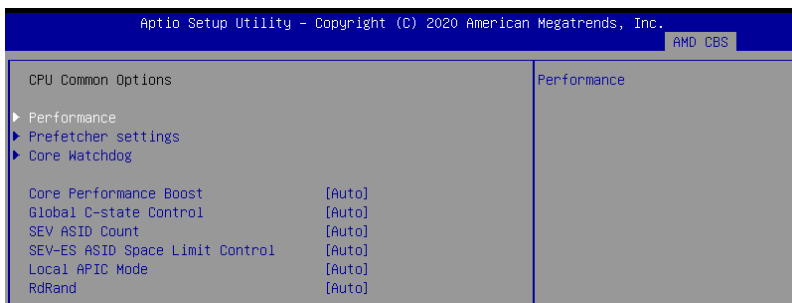 Aptio Setup Utility – Copyright (C) 2020 American Megatrends, Inc.
AMD CBS
CPU Common Options
Performance
Performance
Prefetcher settings
Core Watchdog
Core Performance Boost [Auto]
Global C-state Control [Auto]
SEV ASID Count [Auto]
SEV-ES ASID Space Limit Control [Auto]
Local APIC Mode [Auto]
RdRand [Auto]